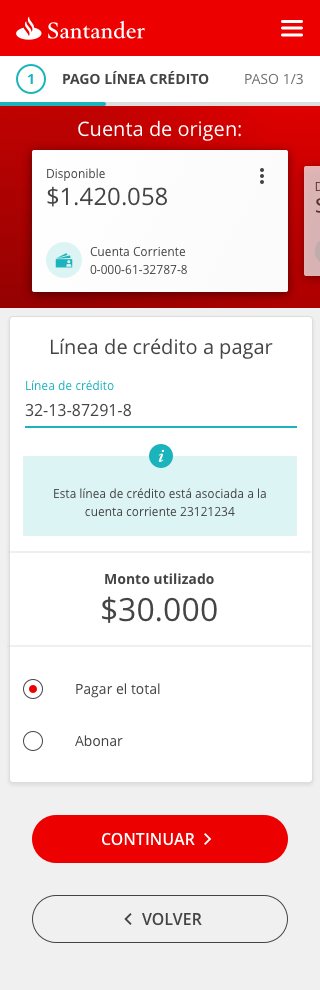 Santander
1 PAGO LÍNEA CRÉDITO PASO 1/3
Cuenta de origen:
Disponible
$1.420.058
Cuenta Corriente
0-000-61-32787-8
Línea de crédito a pagar
Línea de crédito
32-13-87291-8
i
Esta línea de crédito está asociada a la
cuenta corriente 23121234
Monto utilizado
$30.000
Pagar el total
Abonar
CONTINUAR
VOLVER